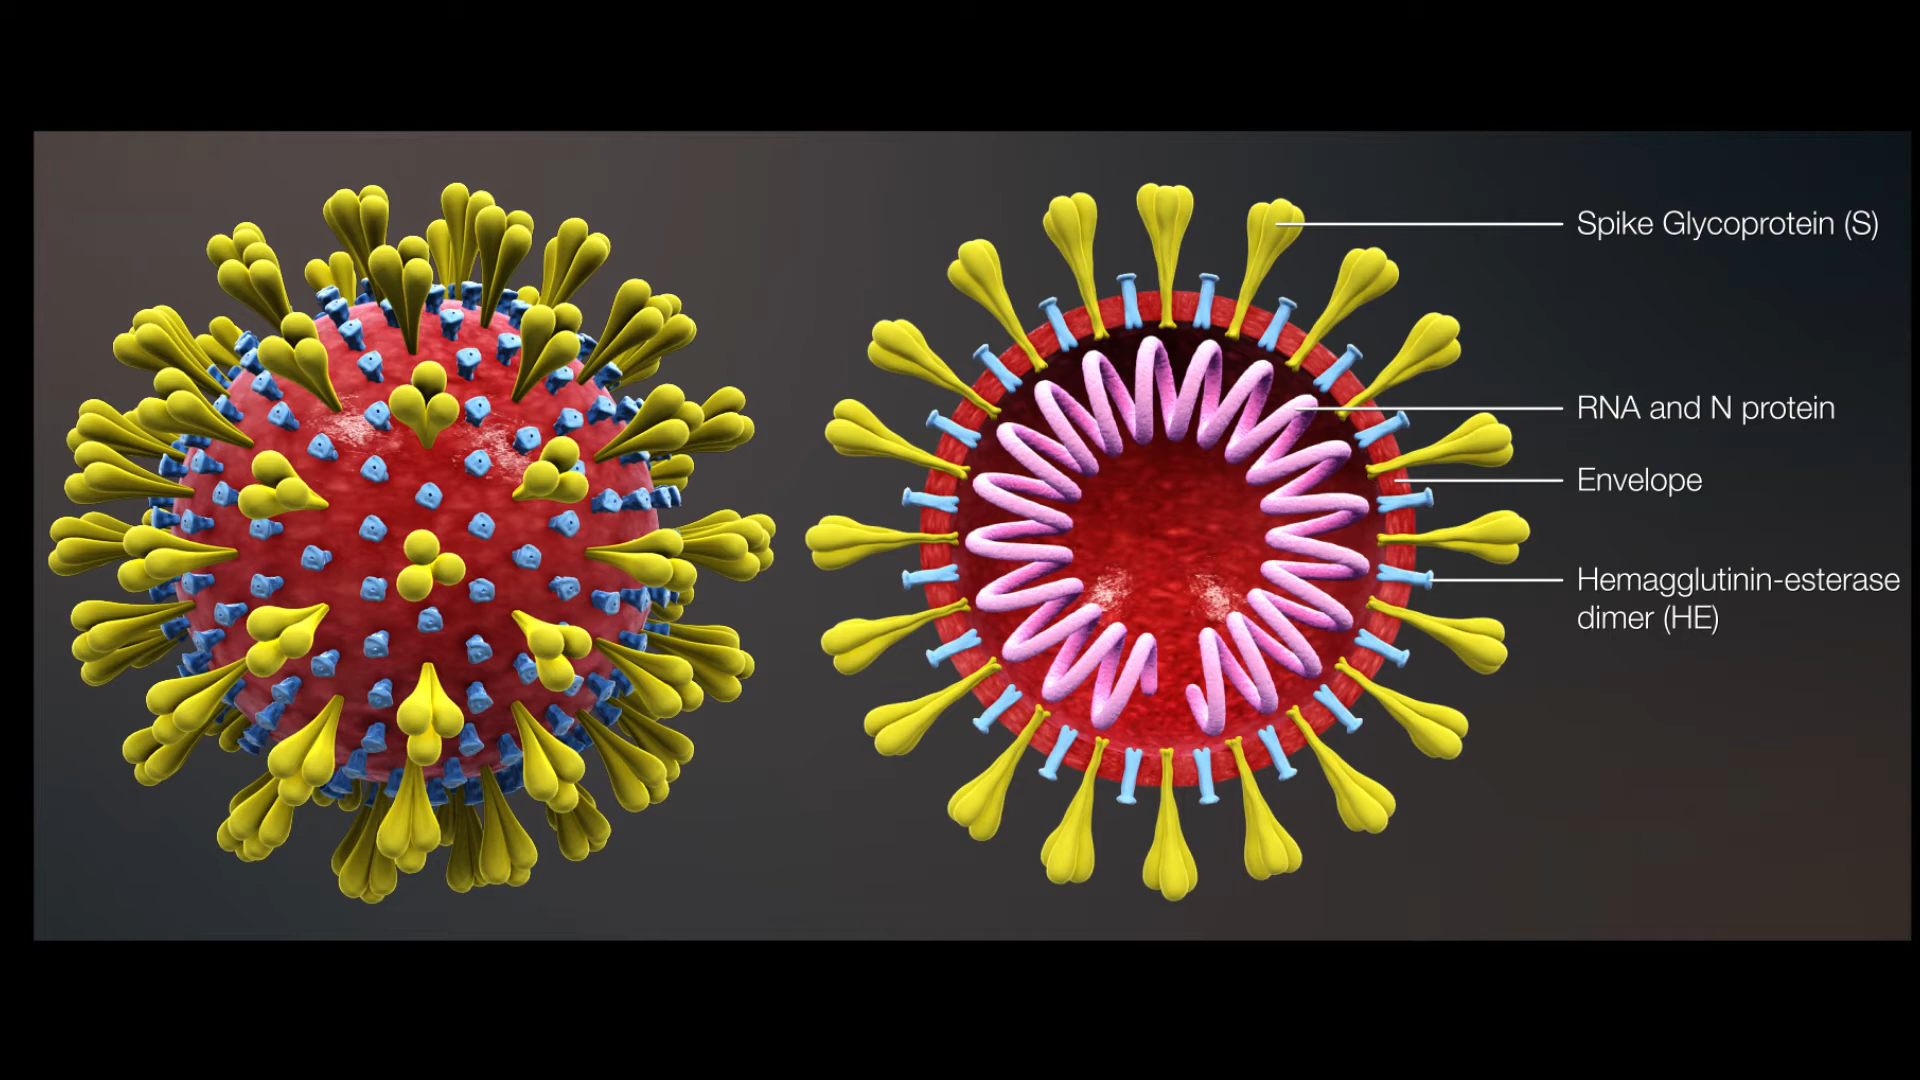 Spike Glycoprotein (S)
RNA and N protein
Envelope
Hemagglutinin-esterase
dimer (HE)